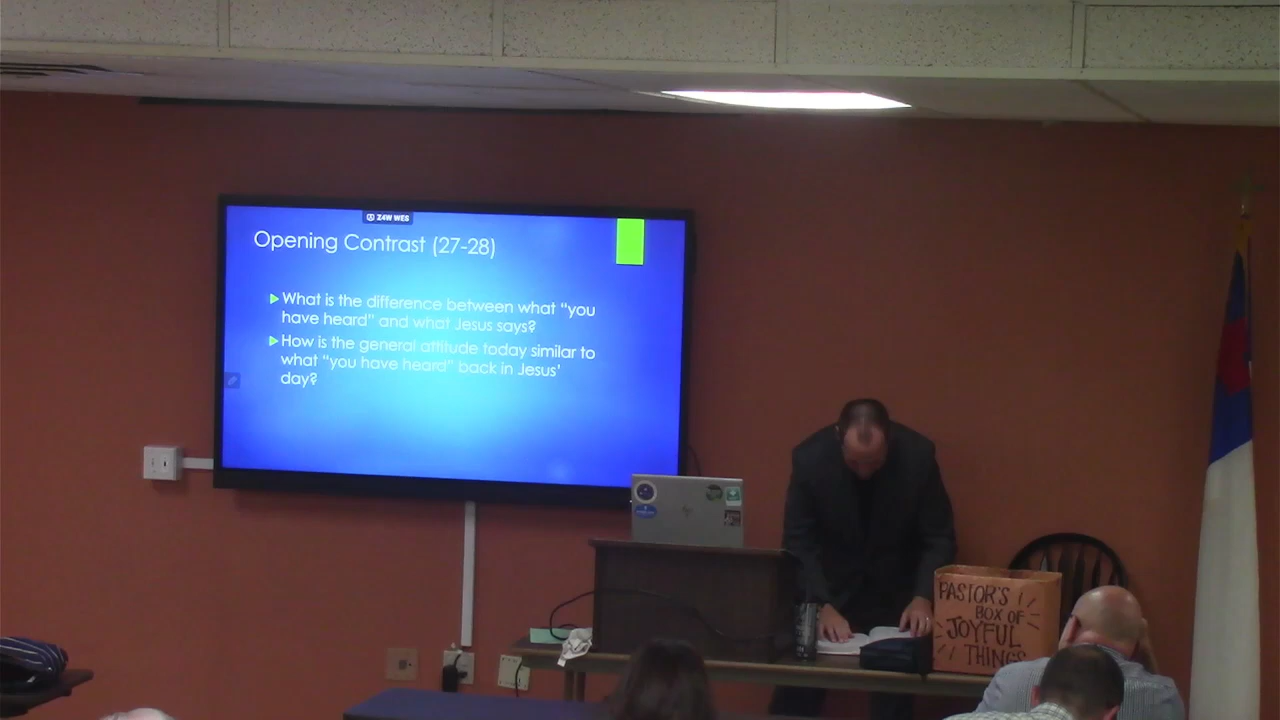 Z4W WES
Opening Contrast (27-28)
What is the difference between what “you
have heard” and what Jesus says?
How is the general attitude today similar to
what “you have heard” back in Jesus’
day?
PASTOR'S
BOX OF
JOYFUL
THINGS